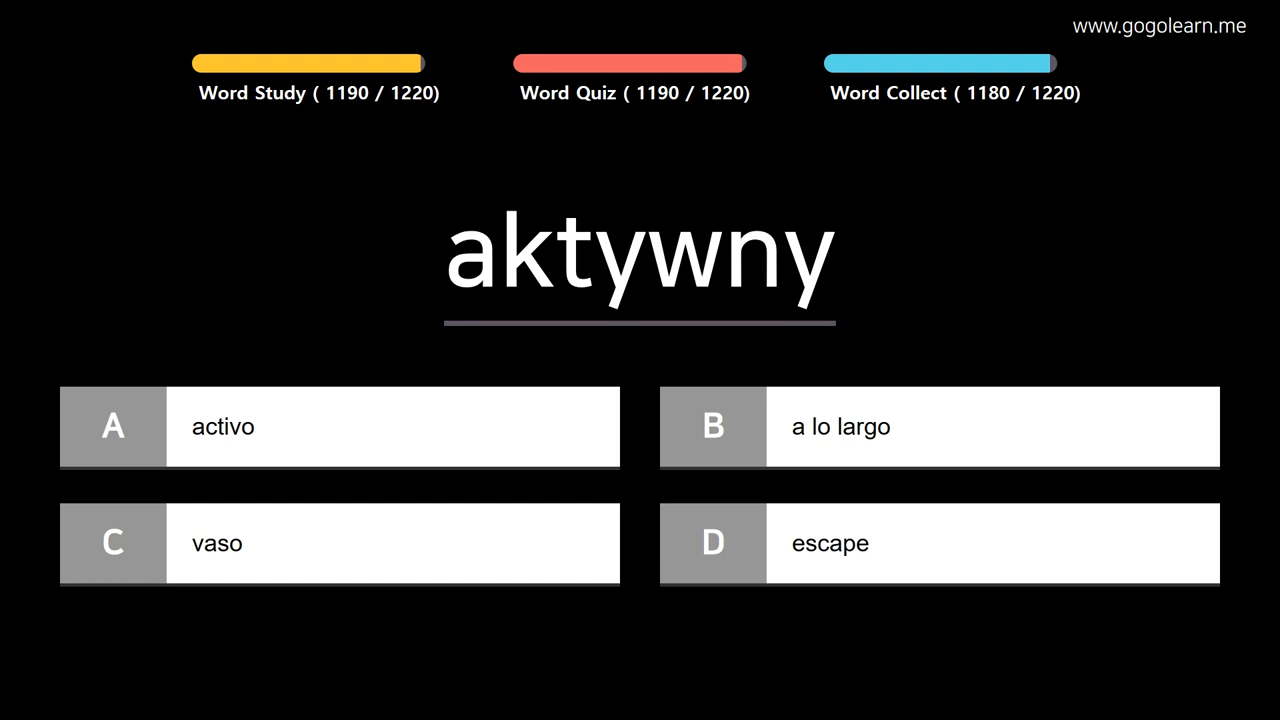 www.gogolearn.me
Word Study ( 1190 / 1220)
Word Quiz ( 1190 / 1220)
Word Collect ( 1180 / 1220)
aktywny
A activo
B a lo largo
C vaso
D escape